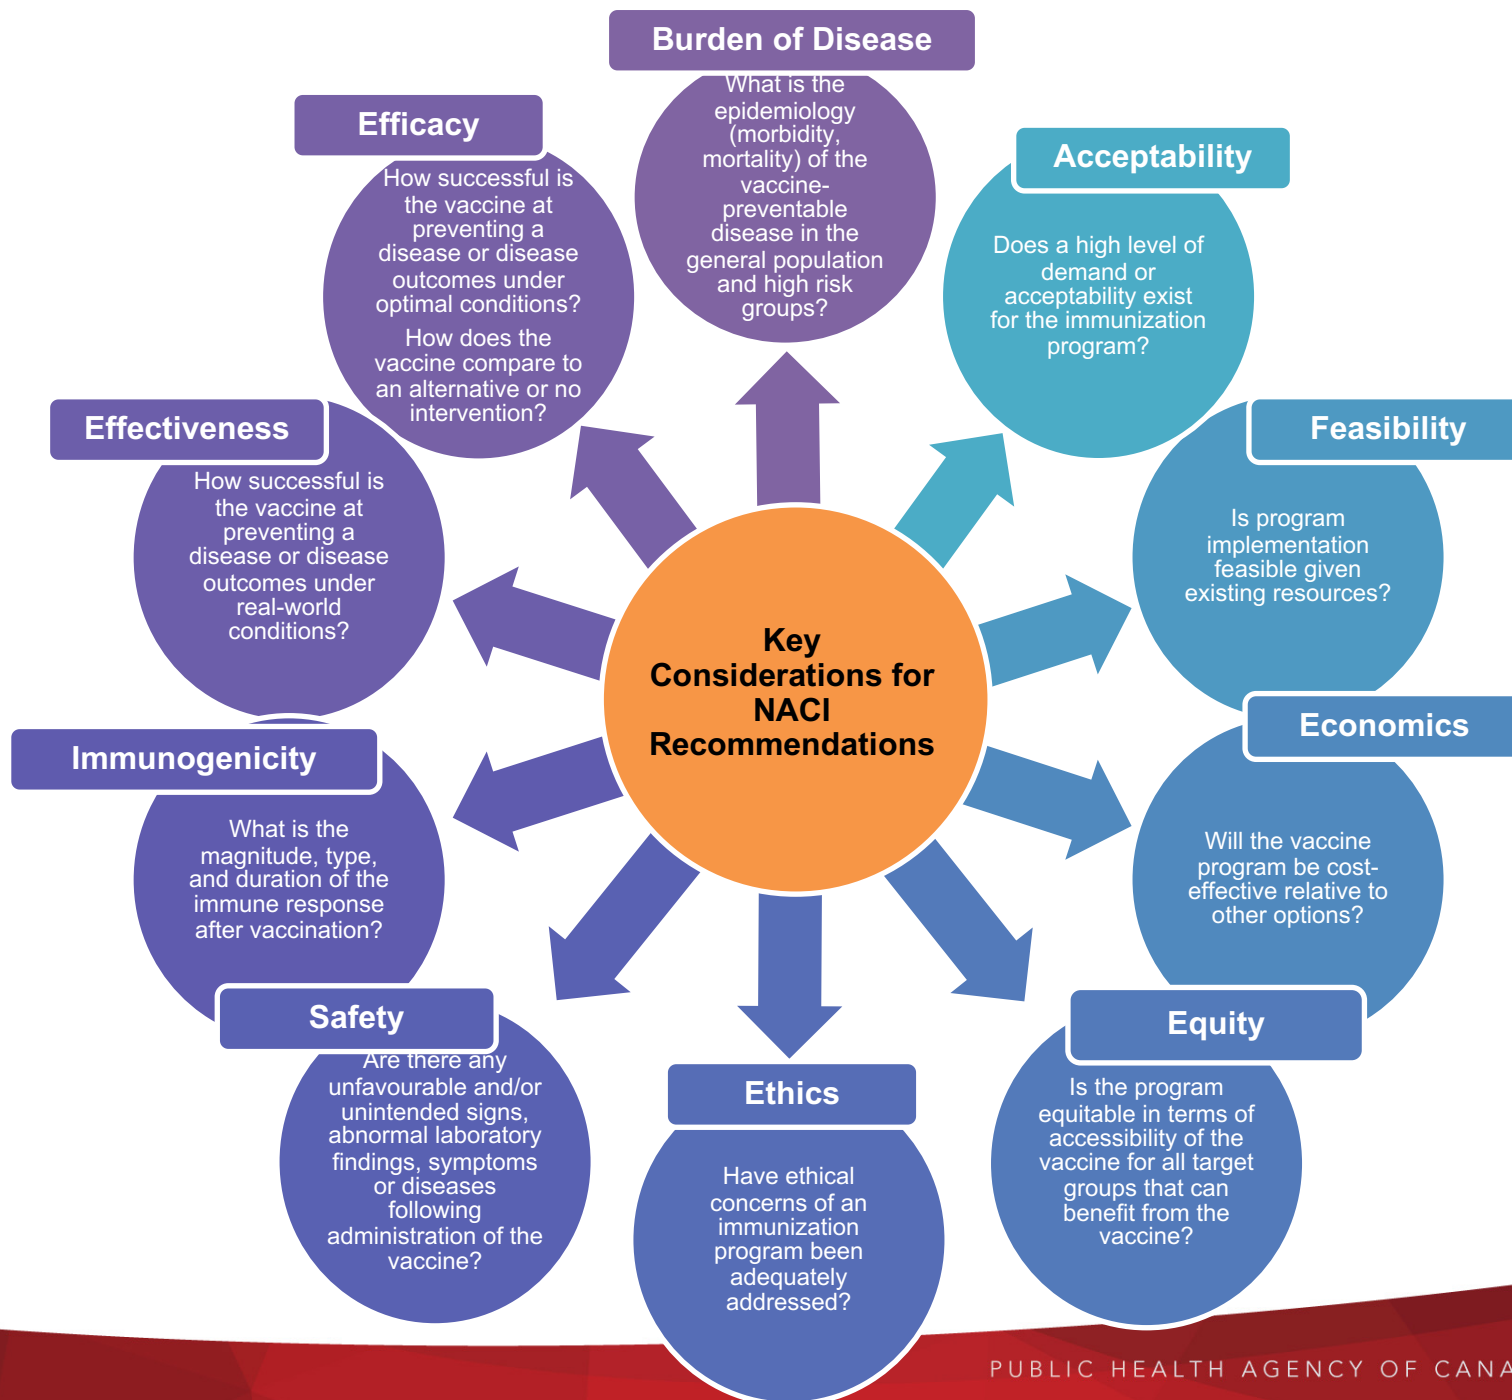 Burden of Disease
What is the
epidemiology
(morbidity,
mortality) of the
vaccine-
preventable
disease in the
general population
and high risk
groups?
Acceptability
Does a high level of
demand or
acceptability exist
for the immunization
program?
Feasibility
Is program
implementation
feasible given
existing resources?
Economics
Will the vaccine
program be cost-
effective relative to
other options?
Equity
Is the program
equitable in terms of
accessibility of the
vaccine for all target
groups that can
benefit from the
vaccine?
Ethics
Have ethical
concerns of an
immunization
program been
adequately
addressed?
Safety
Are there any
unfavourable and/or
unintended signs,
abnormal laboratory
findings, symptoms
or diseases
following
administration of the
vaccine?
Immunogenicity
What is the
magnitude, type,
and duration of the
immune response
after vaccination?
Effectiveness
How successful is
the vaccine at
preventing a
disease or disease
outcomes under
real-world
conditions?
Efficacy
How successful is
the vaccine at
preventing a
disease or disease
outcomes under
optimal conditions?
How does the
vaccine compare to
an alternative or no
intervention?
Key
Considerations for
NACI
Recommendations
PUBLIC HEALTH AGENCY OF CANA